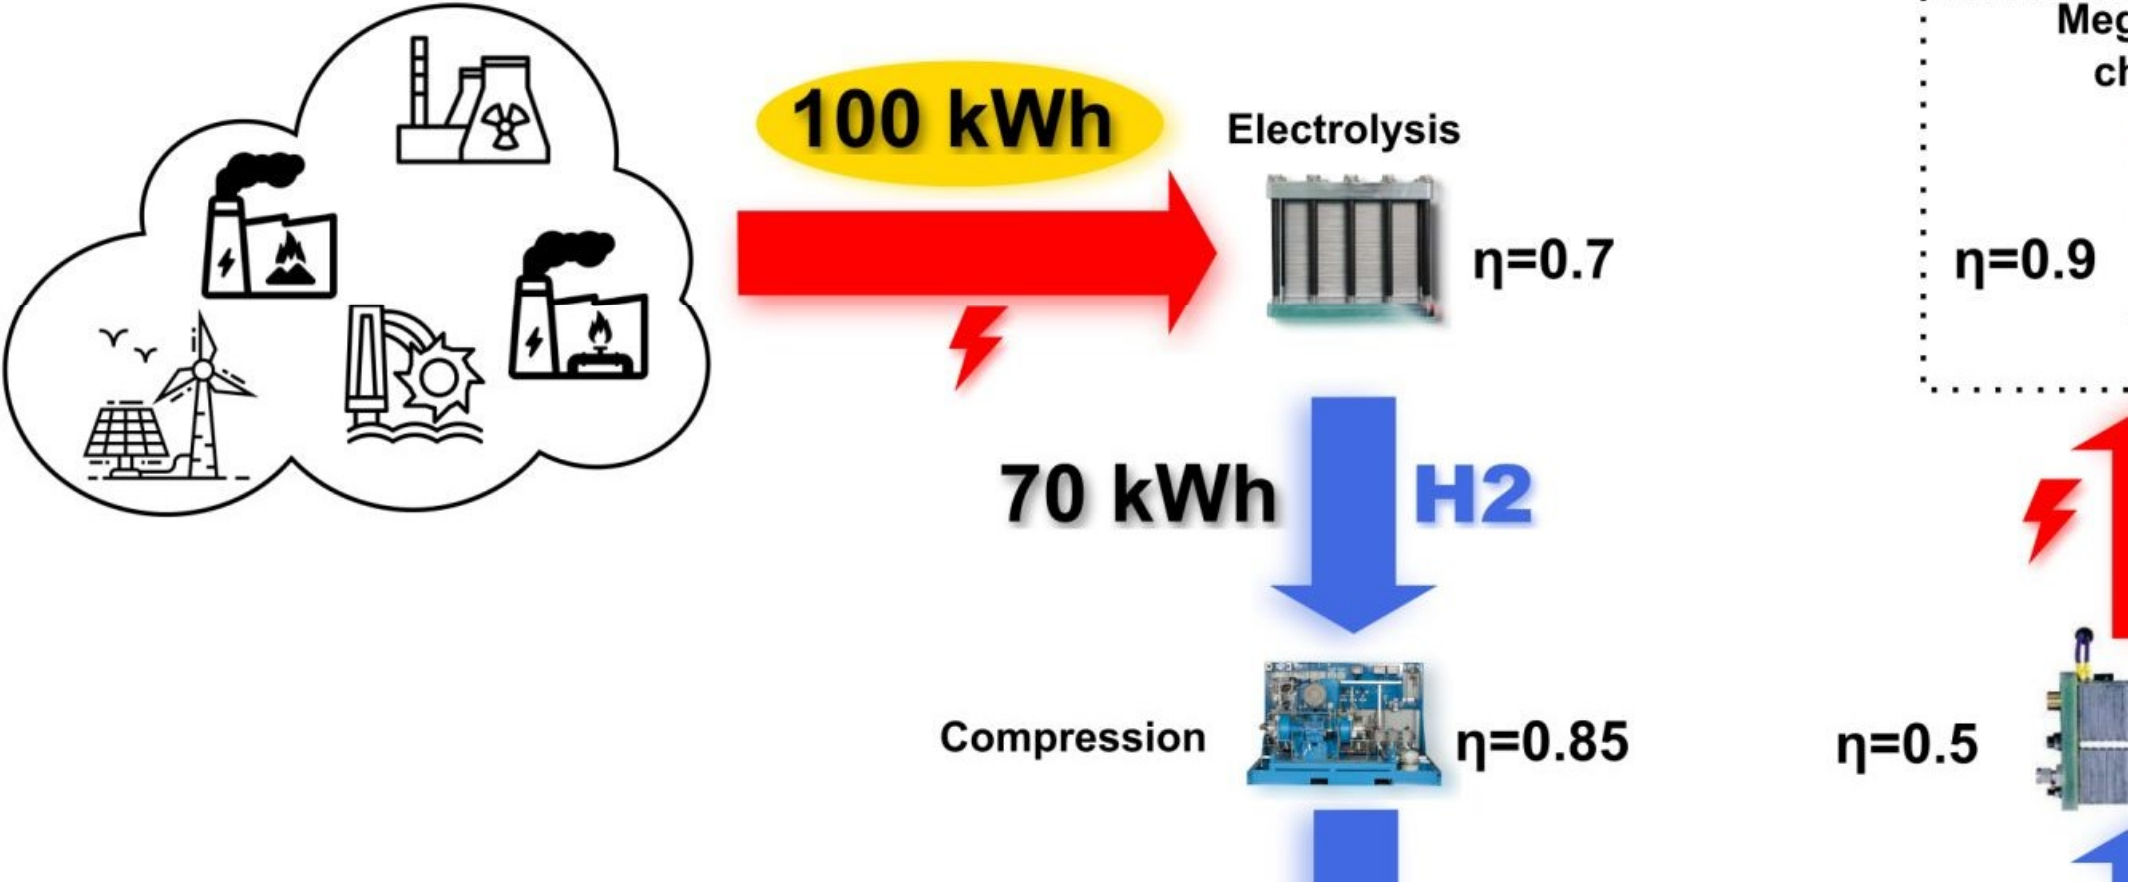 100 kWh
Electrolysis
η=0.7
70 kWh
H2
Compression
η=0.85
η=0.9
η=0.5